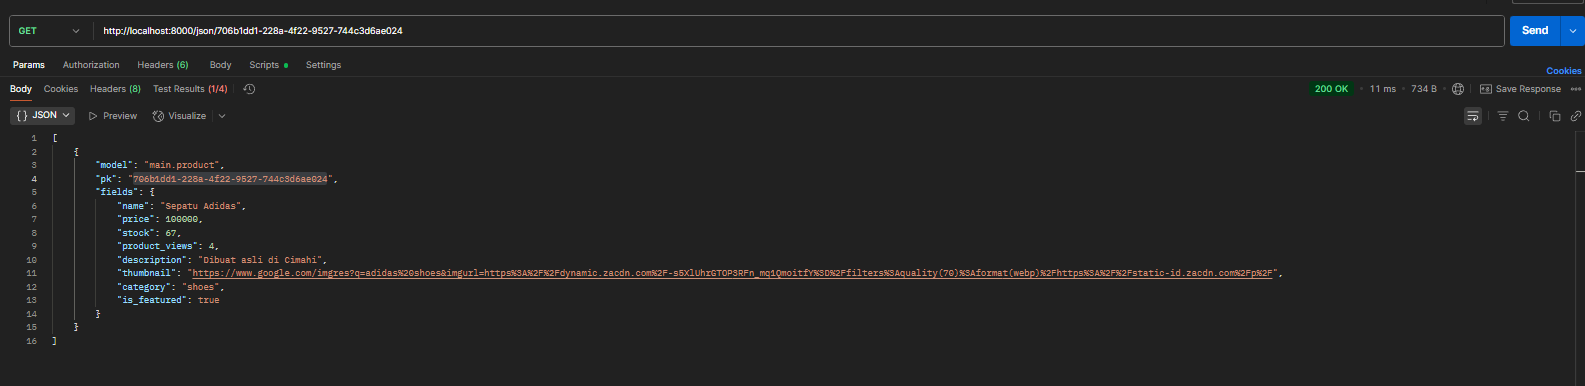 GET http://localhost:8000/json/706b1dd1-228a-4f22-9527-744c3d6ae024 Send
Params Authorization Headers (6) Body Scripts Settings Cookies
Body Cookies Headers (8) Test Results (1/4) 200 OK 11 ms 734 B Save Response
{} JSON Preview Visualize
1 [
2 {
3 "model": "main.product",
4 "pk": "706b1dd1-228a-4f22-9527-744c3d6ae024",
5 "fields": {
6 "name": "Sepatu Adidas",
7 "price": 100000,
8 "stock": 67,
9 "product_views": 4,
10 "description": "Dibuat asli di Cimahi",
11 "thumbnail": "https://www.google.com/imgres?q=adidas%20shoes&imgurl=https%3A%2F%2Fdynamic.zacdn.com%2F-s5XlUhrGTOPSRFn_mq1QmoitfY%3D%2Ffilters%3Aquality(70)%3Aformat(webp)%2Fhttps%3A%2F%2Fstatic-id.zacdn.com%2Fp%2F",
12 "category": "shoes",
13 "is_featured": true
14 }
15 }
16 ]